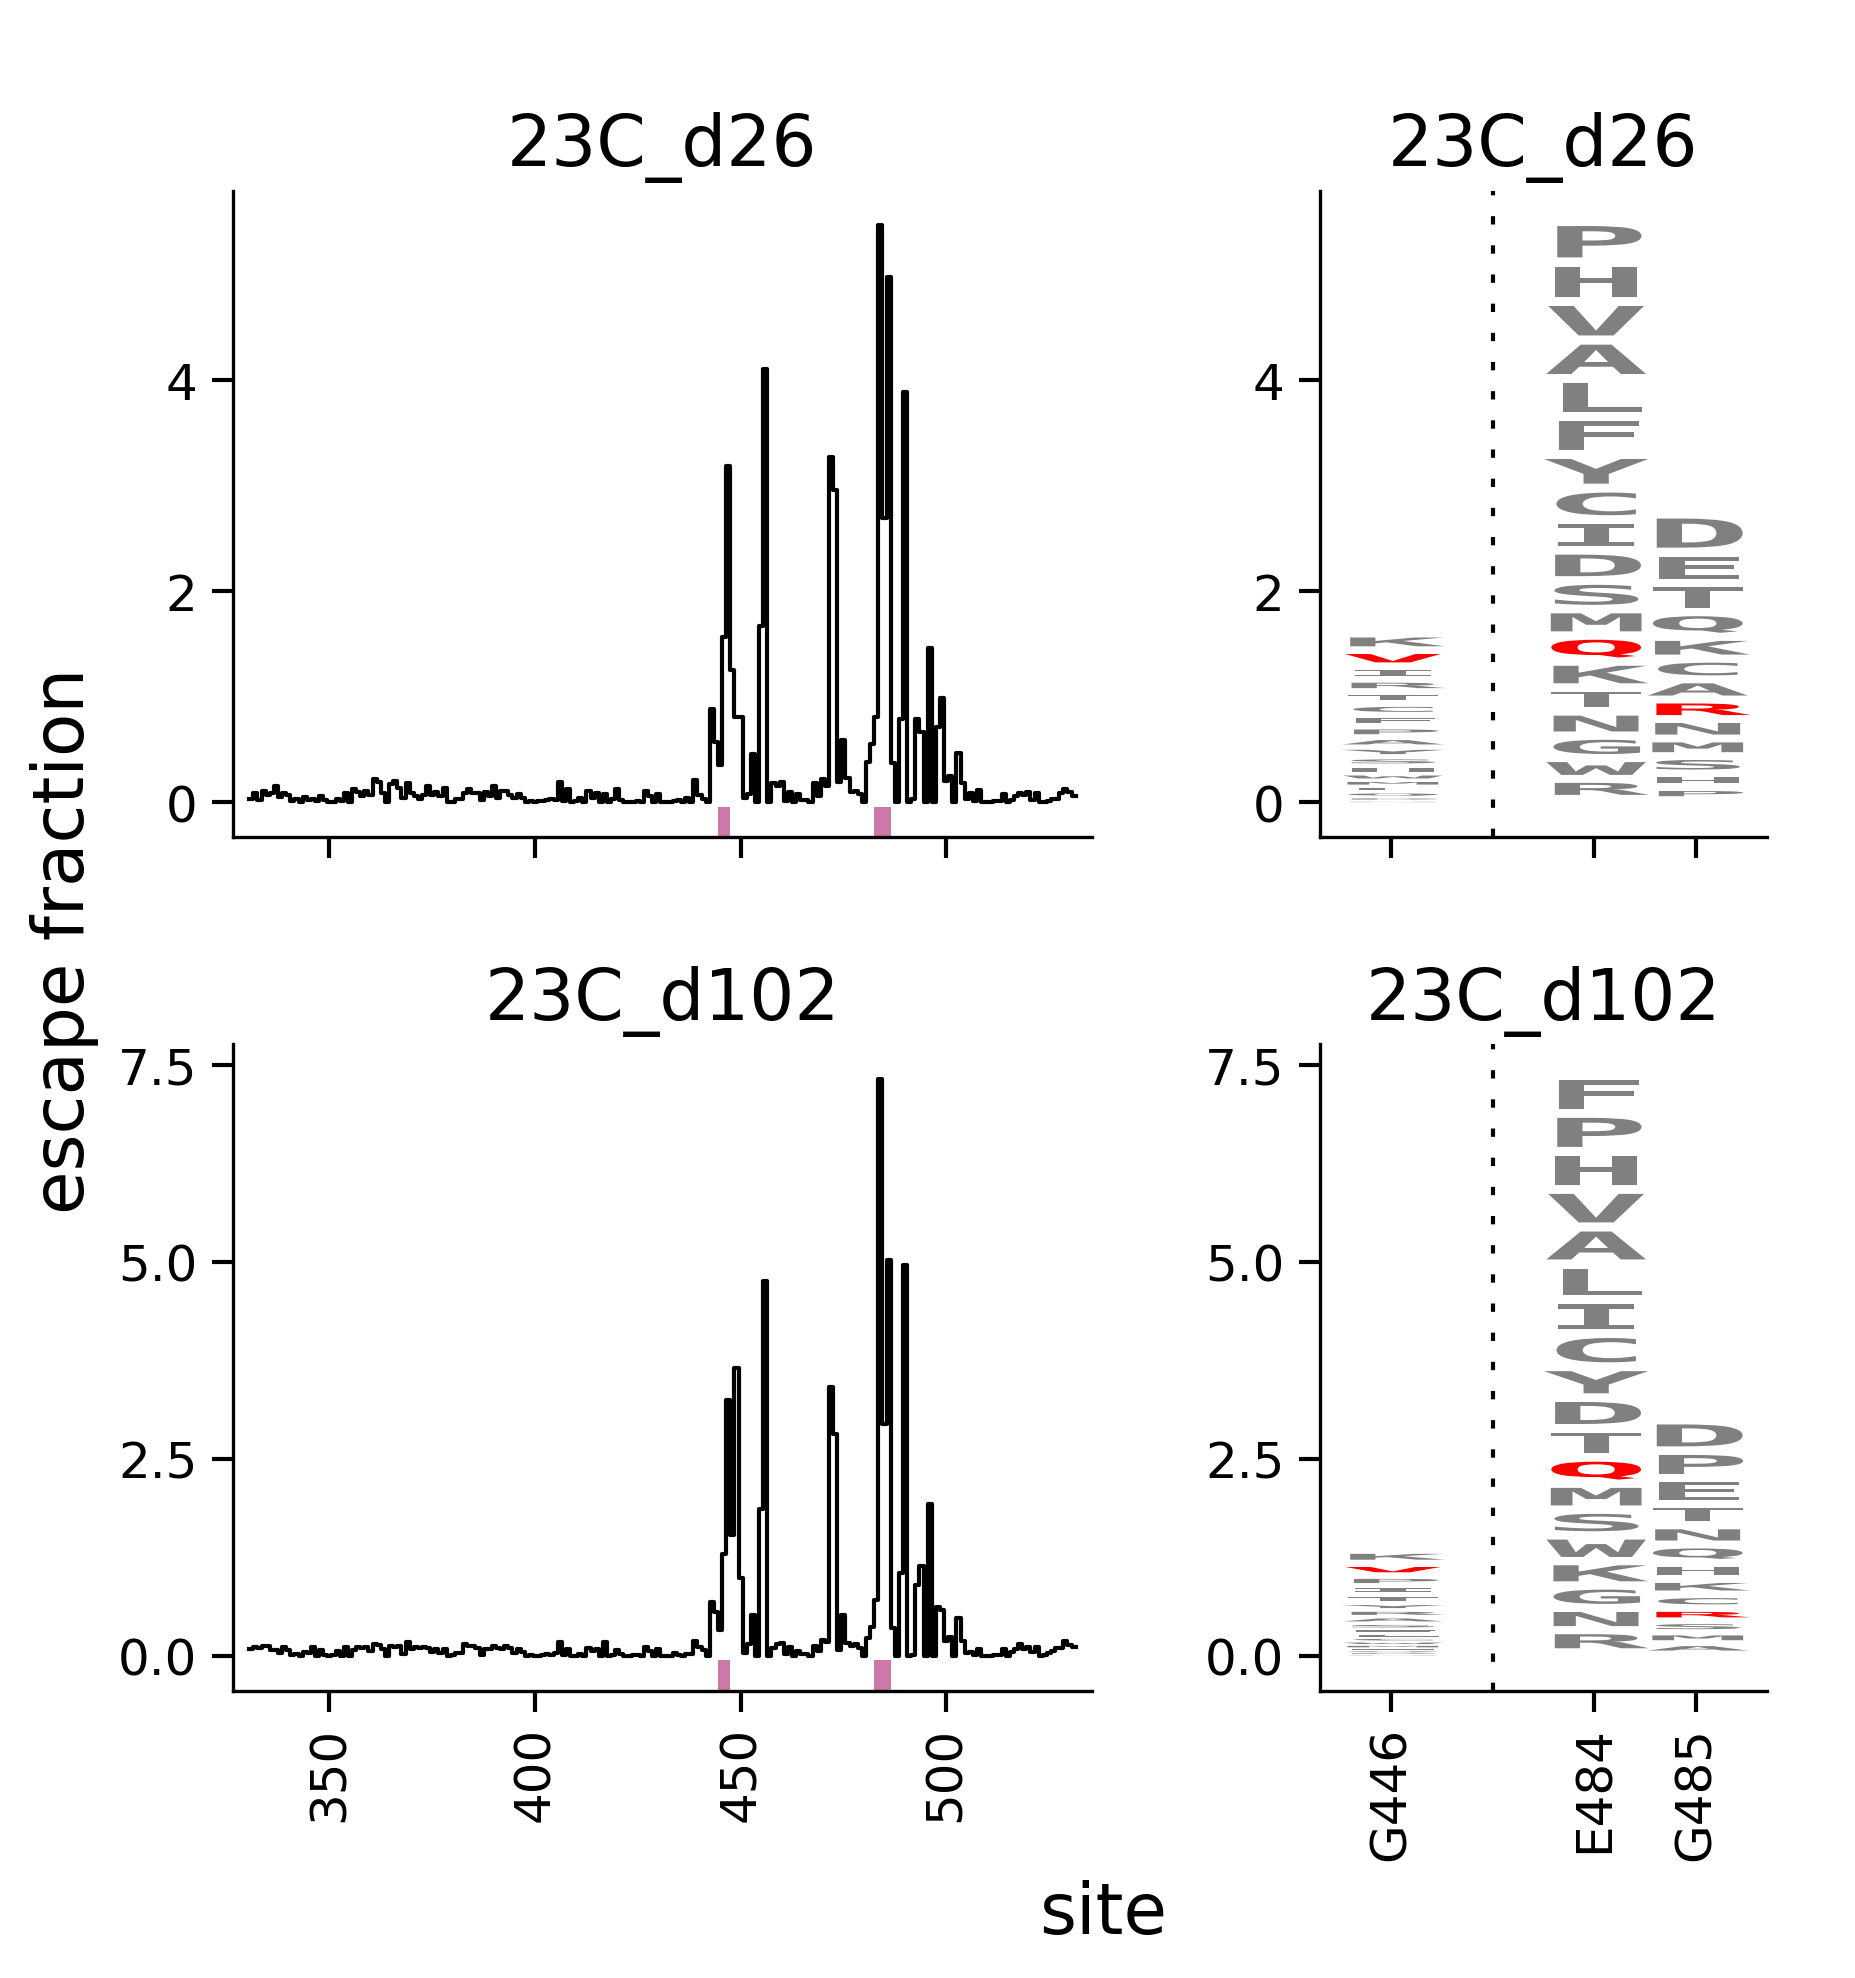 23C_d26
23C_d26
escape fraction
4
2
0
4
2
0
K
V
P
H
V
A
L
F
Y
C
I
D
S
M
Q
K
T
N
G
W
R
D
E
T
Q
K
C
A
R
N
M
S
H
P
23C_d102
23C_d102
7.5
5.0
2.5
0.0
7.5
5.0
2.5
0.0
K
V
F
P
H
V
A
L
I
C
Y
D
T
Q
M
S
W
K
G
N
R
D
P
E
T
N
Q
H
K
C
R
S
350
400
450
500
G446
E484
G485
site